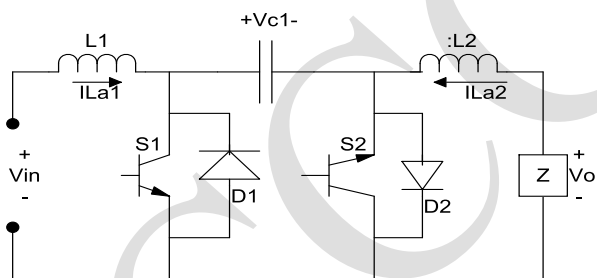 +Vc1-
L1
:L2
ILa1
ILa2
S1
S2
+
Vin
-
D1
D2
Z
+
Vo
-